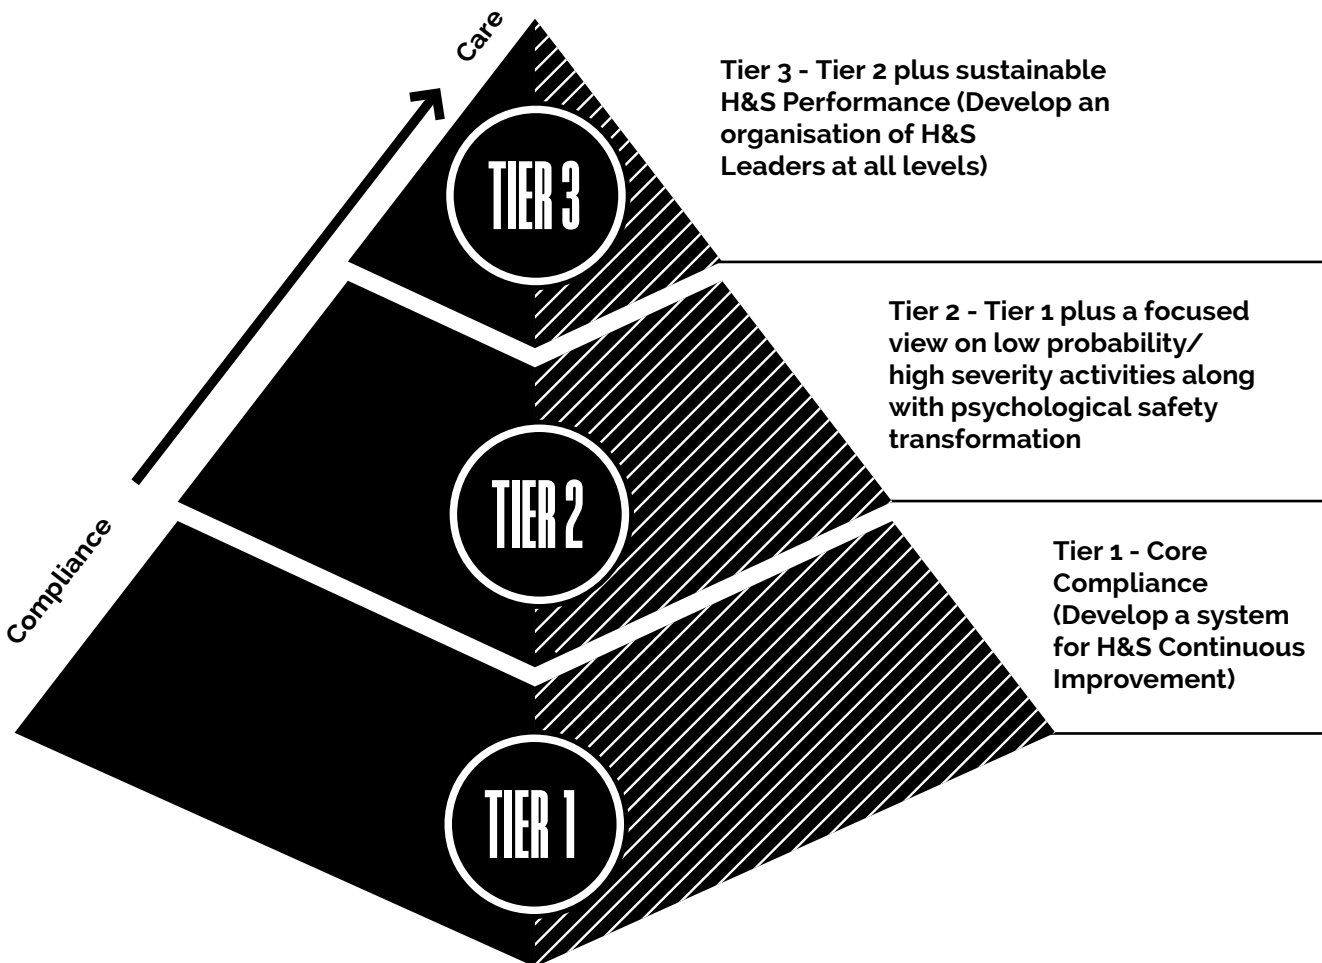 Care
Tier 3 - Tier 2 plus sustainable
H&S Performance (Develop an
organisation of H&S
Leaders at all levels)
TIER 3
Tier 2 - Tier 1 plus a focused
view on low probability/
high severity activities along
with psychological safety
transformation
TIER 2
Compliance
Tier 1 - Core
Compliance
(Develop a system
for H&S Continuous
Improvement)
TIER 1